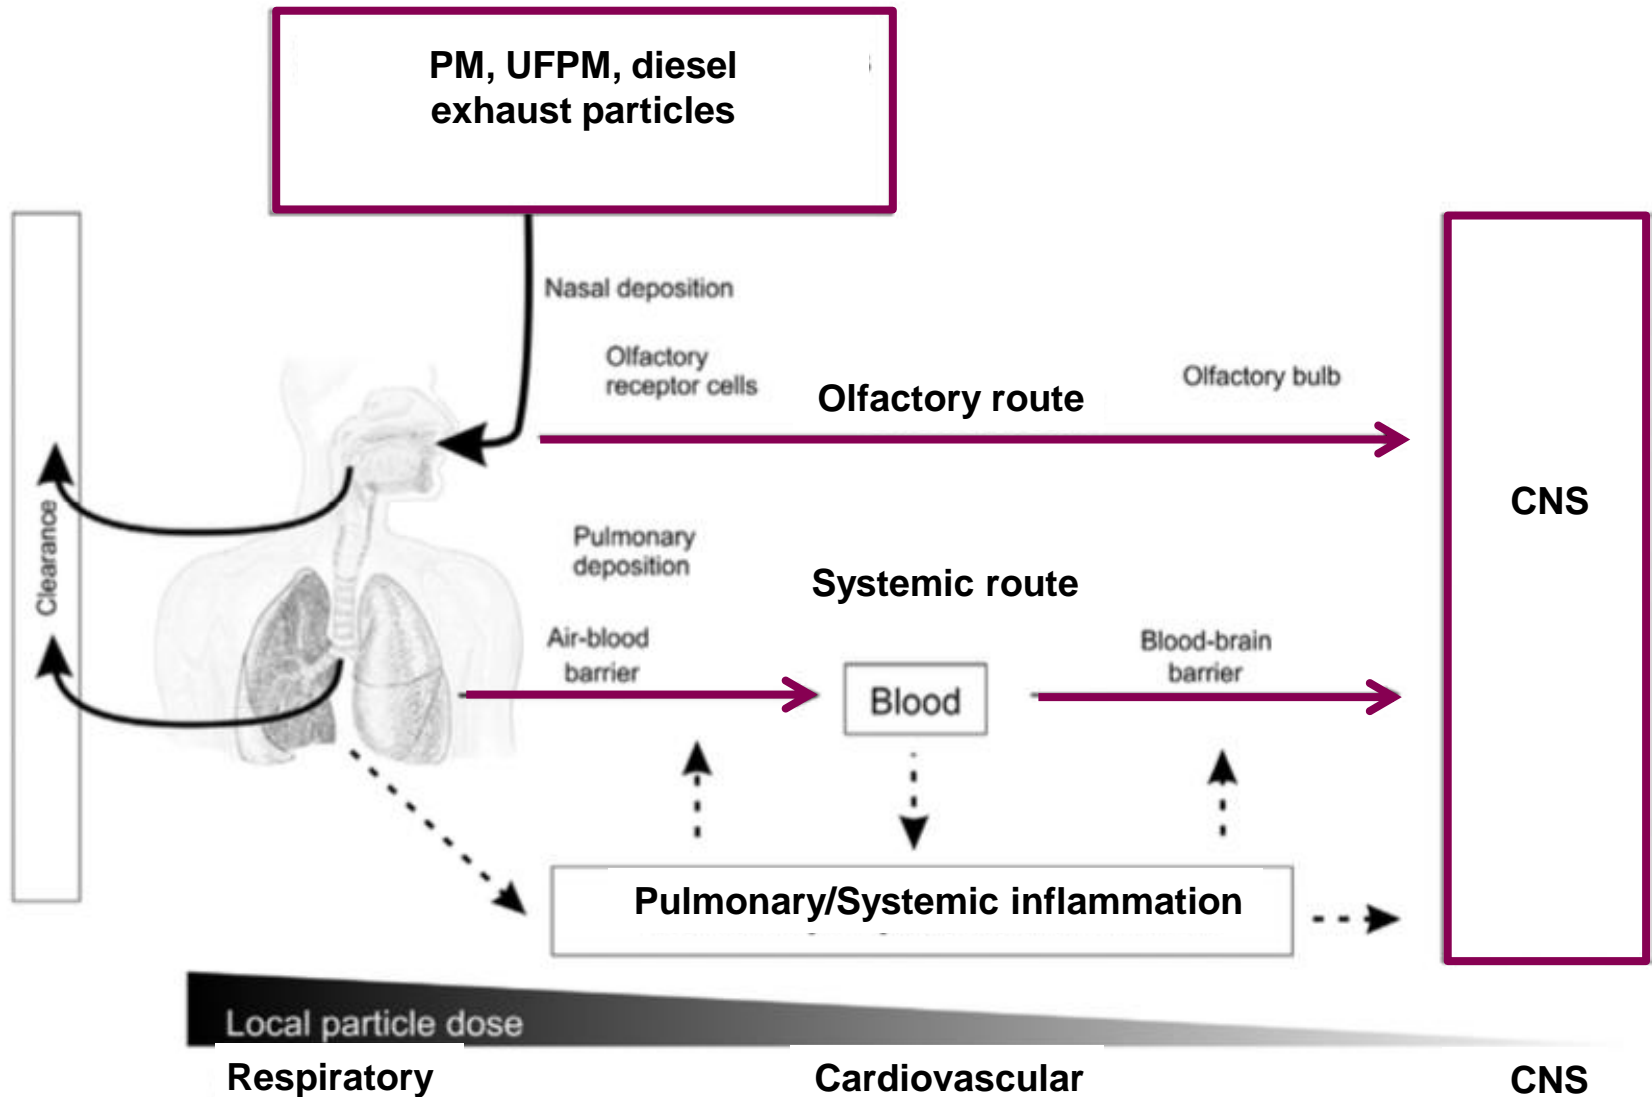 PM, UFPM, diesel
exhaust particles
Nasal deposition
Olfactory
receptor cells
Olfactory route
Olfactory bulb
CNS
Clearance
Pulmonary
deposition
Systemic route
Air-blood
barrier
Blood
Blood-brain
barrier
Pulmonary/Systemic inflammation
Local particle dose
Respiratory
Cardiovascular
CNS